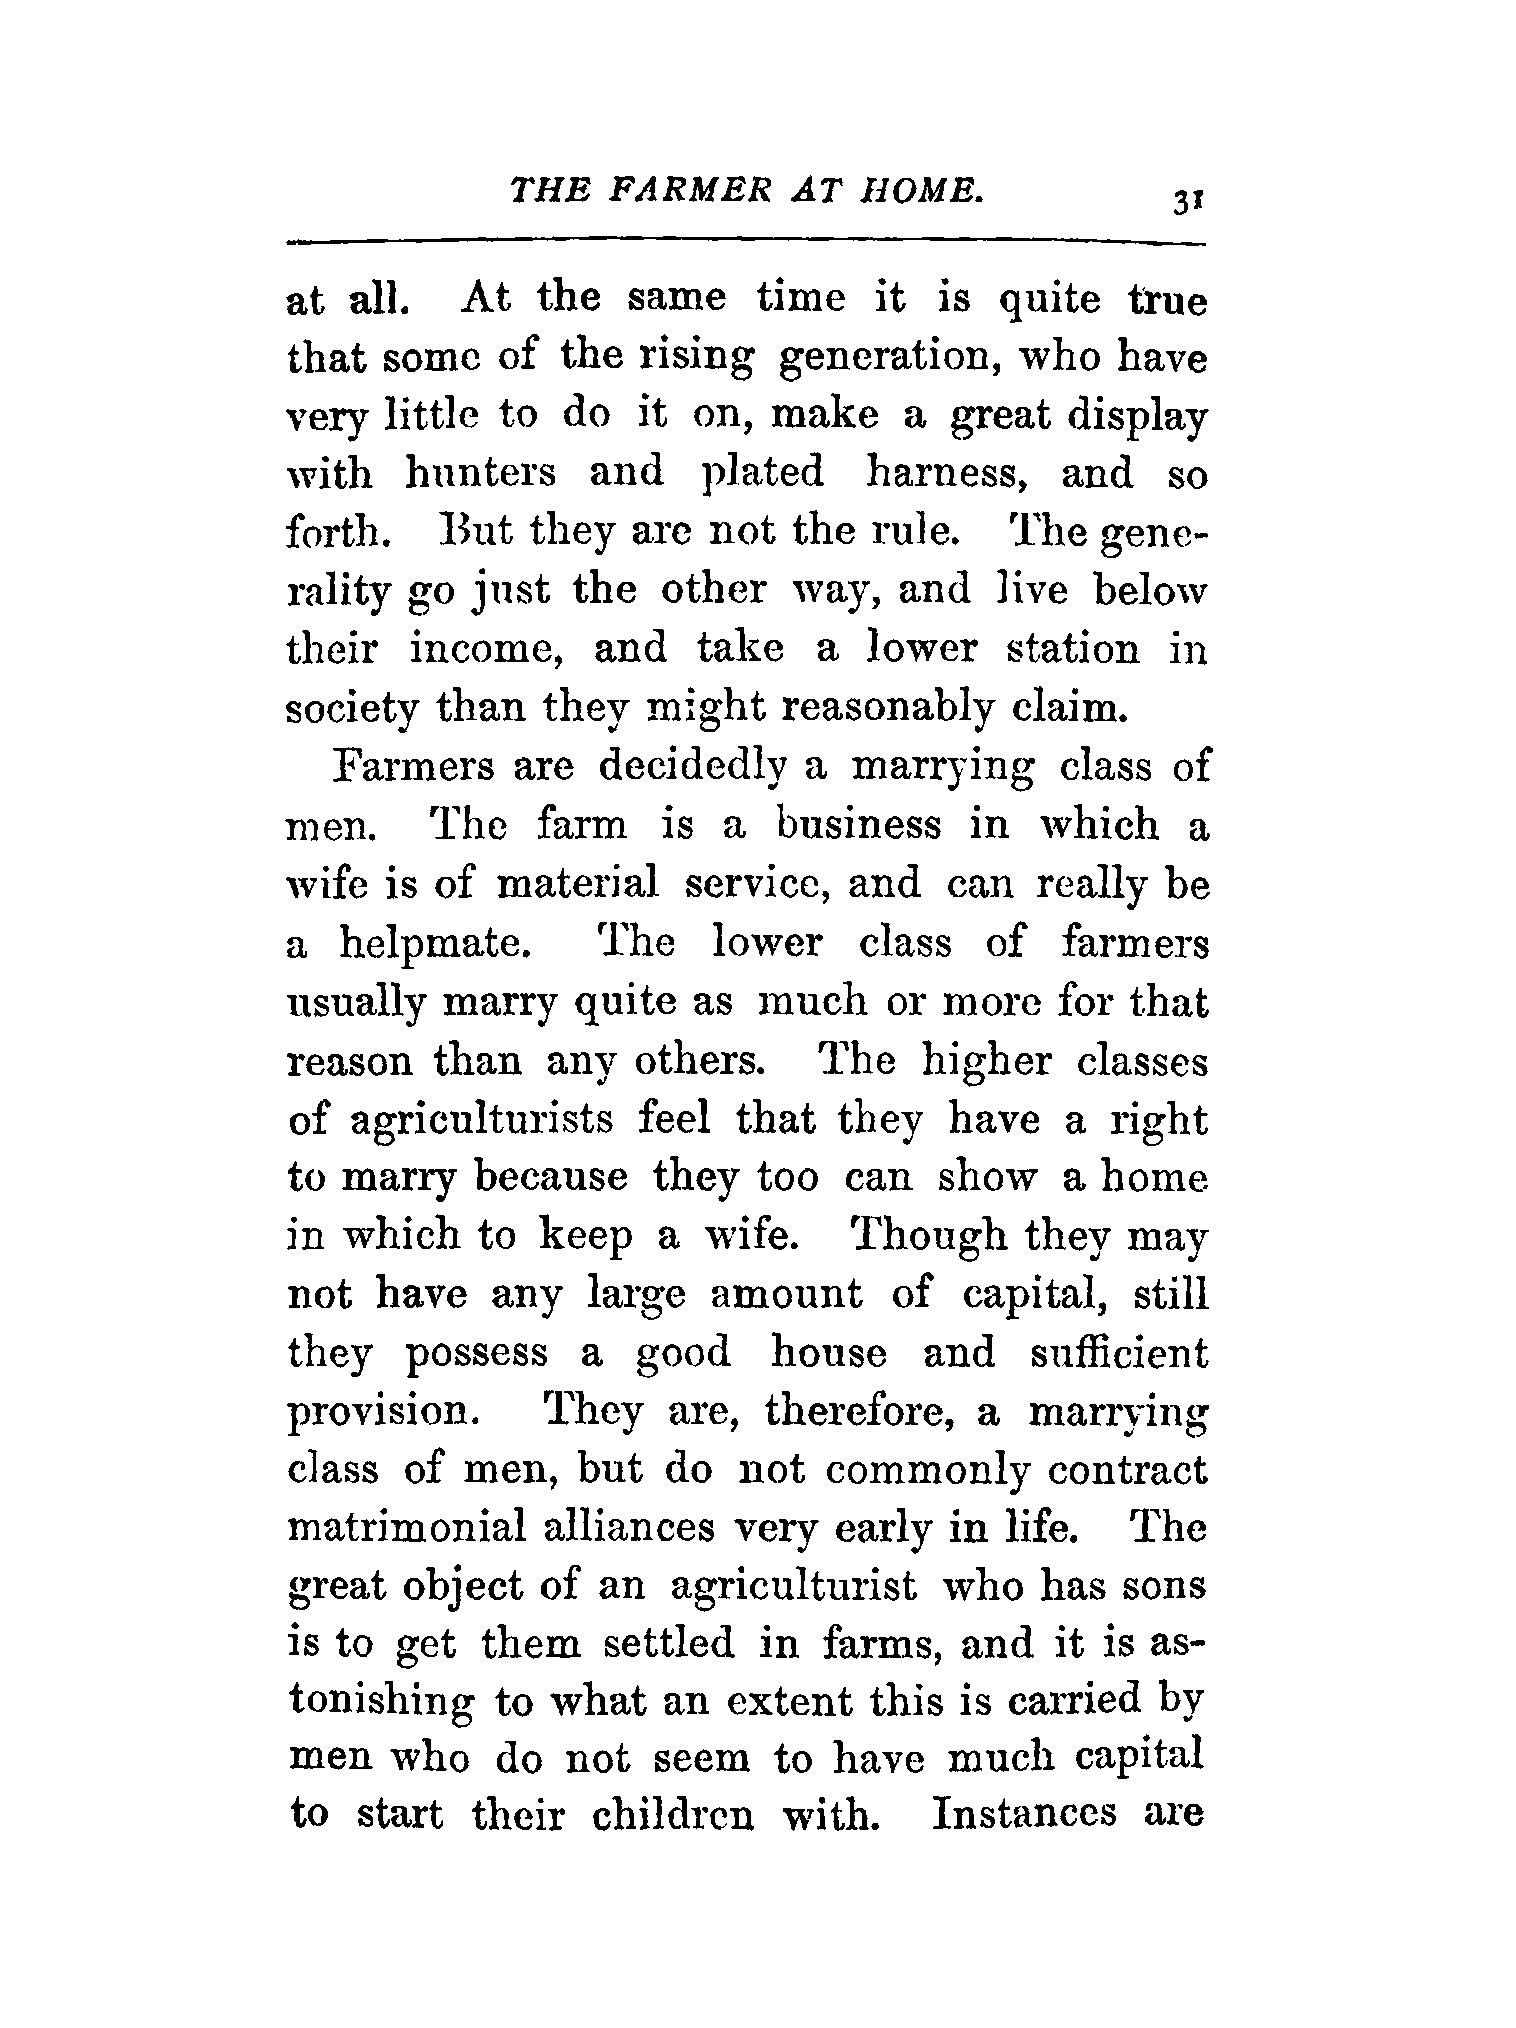 THE FARMER AT HOME. 31
at all. At the same time it is quite true
that some of the rising generation, who have
very little to do it on, make a great display
with hunters and plated harness, and so
forth. But they are not the rule. The gene-
rality go just the other way, and live below
their income, and take a lower station in
society than they might reasonably claim.
Farmers are decidedly a marrying class of
men. The farm is a business in which a
wife is of material service, and can really be
a helpmate. The lower class of farmers
usually marry quite as much or more for that
reason than any others. The higher classes
of agriculturists feel that they have a right
to marry because they too can show a home
in which to keep a wife. Though they may
not have any large amount of capital, still
they possess a good house and sufficient
provision. They are, therefore, a marrying
class of men, but do not commonly contract
matrimonial alliances very early in life. The
great object of an agriculturist who has sons
is to get them settled in farms, and it is as-
tonishing to what an extent this is carried by
men who do not seem to have much capital
to start their children with. Instances are